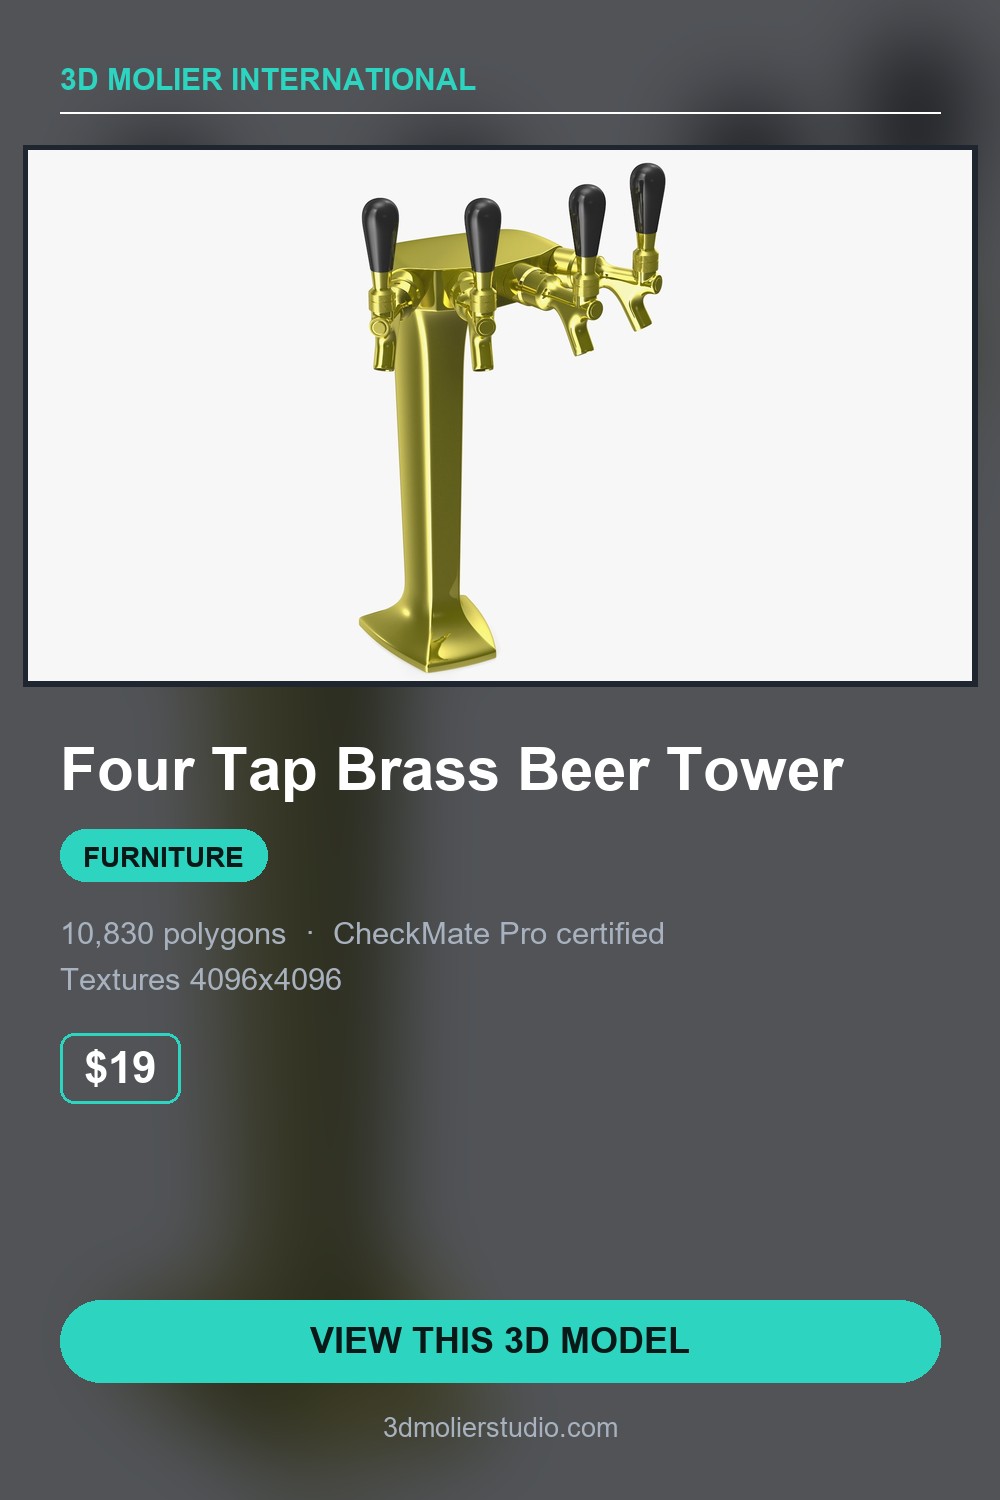 3D MOLIER INTERNATIONAL
Four Tap Brass Beer Tower
FURNITURE
10,830 polygons · CheckMate Pro certified
Textures 4096x4096
$19
VIEW THIS 3D MODEL
3dmolierstudio.com